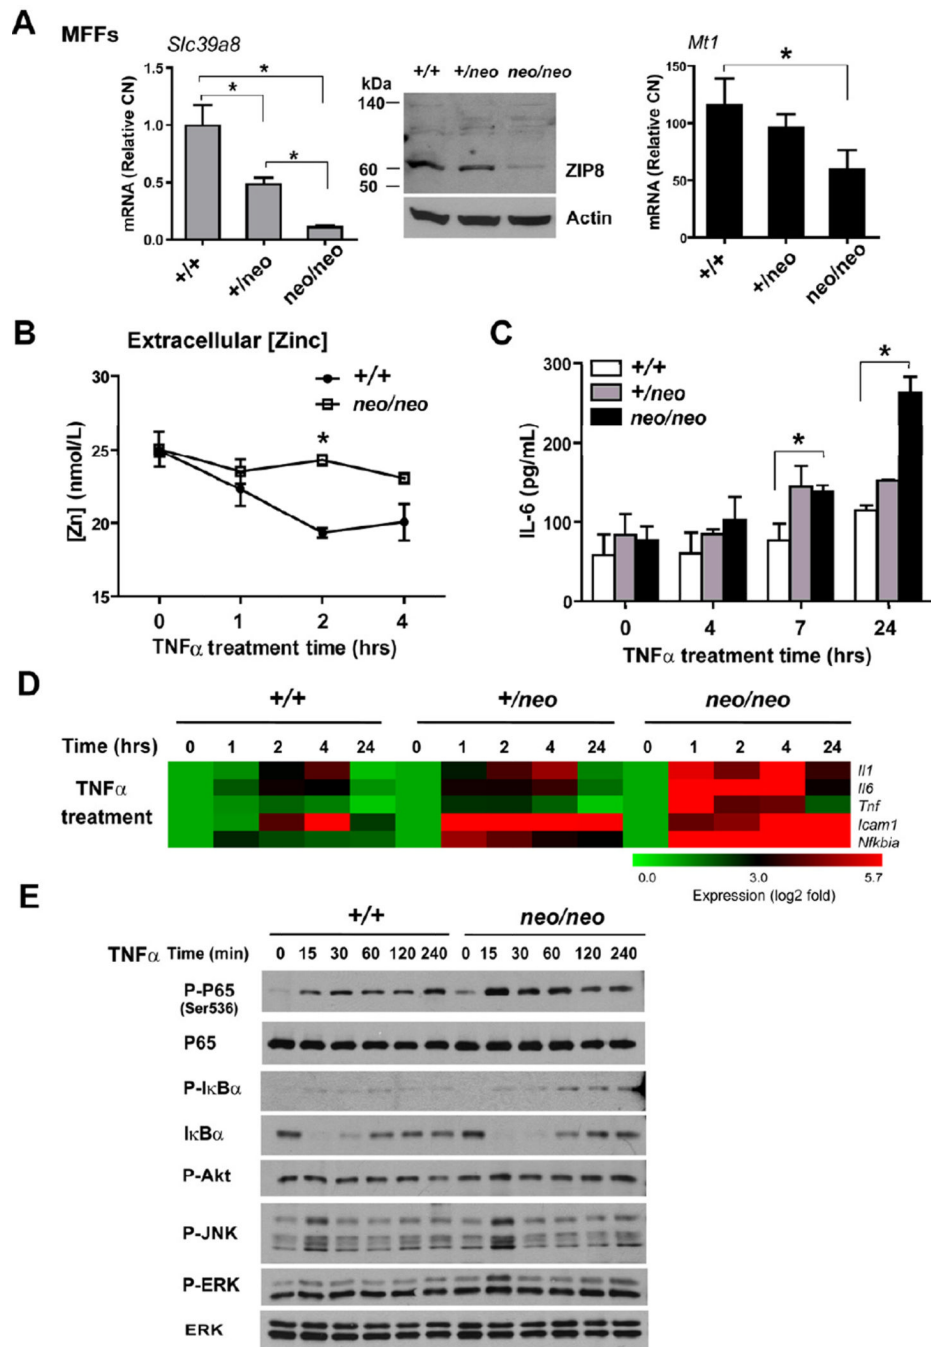 A
MFFs
Slc39a8
mRNA (Relative CN)
1.5
1.0
0.5
0.0
* * *
+/+ +/neo neo/neo
+/+ +/neo neo/neo
kDa
140
60
50
ZIP8
Actin
Mt1
mRNA (Relative CN)
150
100
50
0
*
+/+ +/neo neo/neo
B
Extracellular [Zinc]
+/+
neo/neo
[Zn] (nmol/L)
30
25
20
15
*
0 1 2 4
TNFα treatment time (hrs)
C
+/+
+/neo
neo/neo
IL-6 (pg/mL)
300
200
100
0
* *
0 4 7 24
TNFα treatment time (hrs)
D
+/+ +/neo neo/neo
Time (hrs) 0 1 2 4 24 0 1 2 4 24 0 1 2 4 24
TNFα
treatment
Il1
Il6
Tnf
Icam1
Nfkbia
0.0 3.0 5.7
Expression (log2 fold)
E
+/+ neo/neo
TNFα Time (min) 0 15 30 60 120 240 0 15 30 60 120 240
P-P65
(Ser536)
P65
P-IκBα
IκBα
P-Akt
P-JNK
P-ERK
ERK